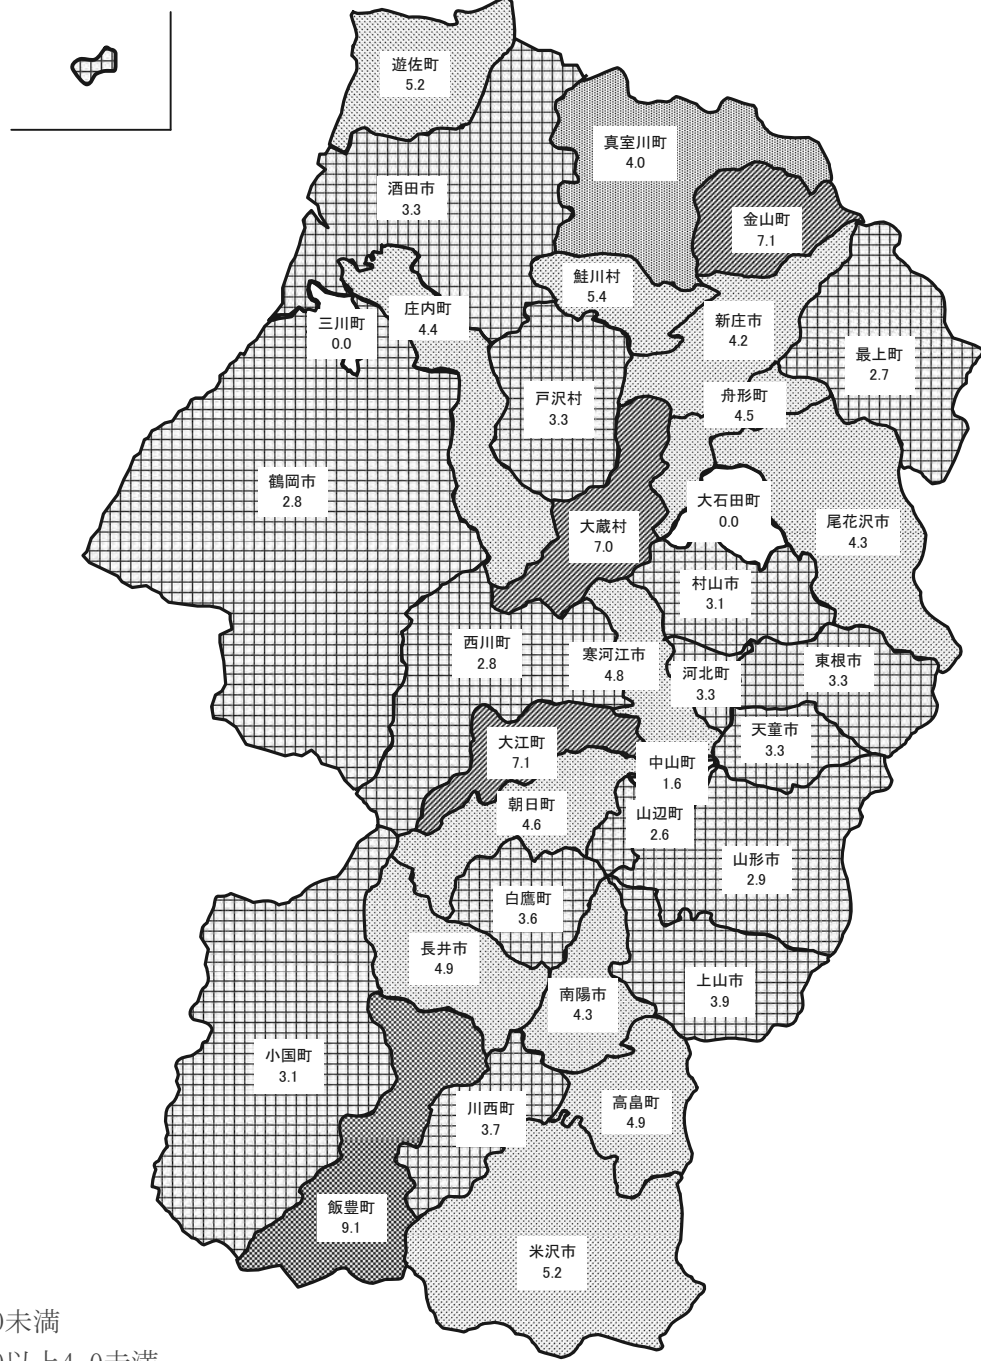 遊佐町
5.2
真室川町
4.0
酒田市
3.3
金山町
7.1
鮭川村
5.4
庄内町
4.4
三川町
0.0
新庄市
4.2
最上町
2.7
戸沢村
3.3
舟形町
4.5
鶴岡市
2.8
大石田町
0.0
大蔵村
7.0
尾花沢市
4.3
村山市
3.1
西川町
2.8
寒河江市
4.8
河北町
3.3
東根市
3.3
大江町
7.1
天童市
3.3
中山町
1.6
朝日町
4.6
山辺町
2.6
山形市
2.9
白鷹町
3.6
長井市
4.9
上山市
3.9
南陽市
4.3
小国町
3.1
川西町
3.7
高畠町
4.9
飯豊町
9.1
米沢市
5.2
未満
以上4.0未満